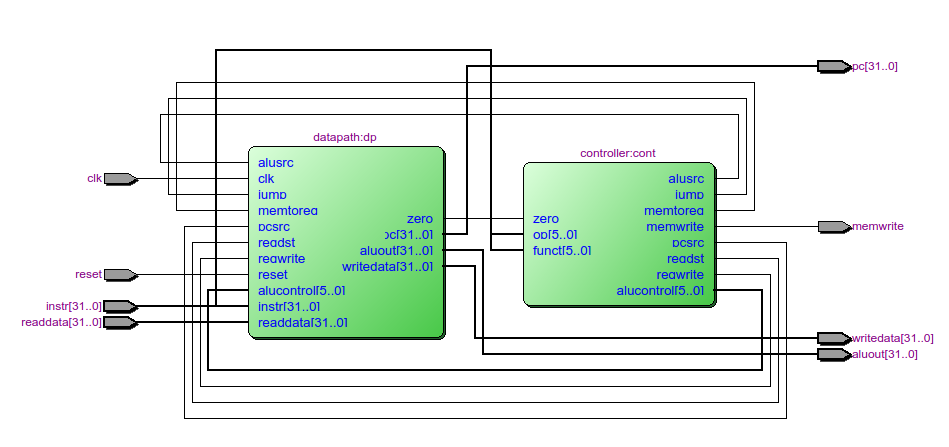 pc[31..0]
datapath:dp
controller:cont
alusrc
clk
clk
jump
memtoreg
pcsrc
regdst
regwrite
reset
reset
alucontrol[5..0]
instr[31..0]
instr[31..0]
readdata[31..0]
readdata[31..0]
zero
pc[31..0]
aluout[31..0]
writedata[31..0]
zero
op[5..0]
funct[5..0]
alusrc
jump
memtoreg
memwrite
pcsrc
regdst
regwrite
alucontrol[5..0]
memwrite
writedata[31..0]
aluout[31..0]